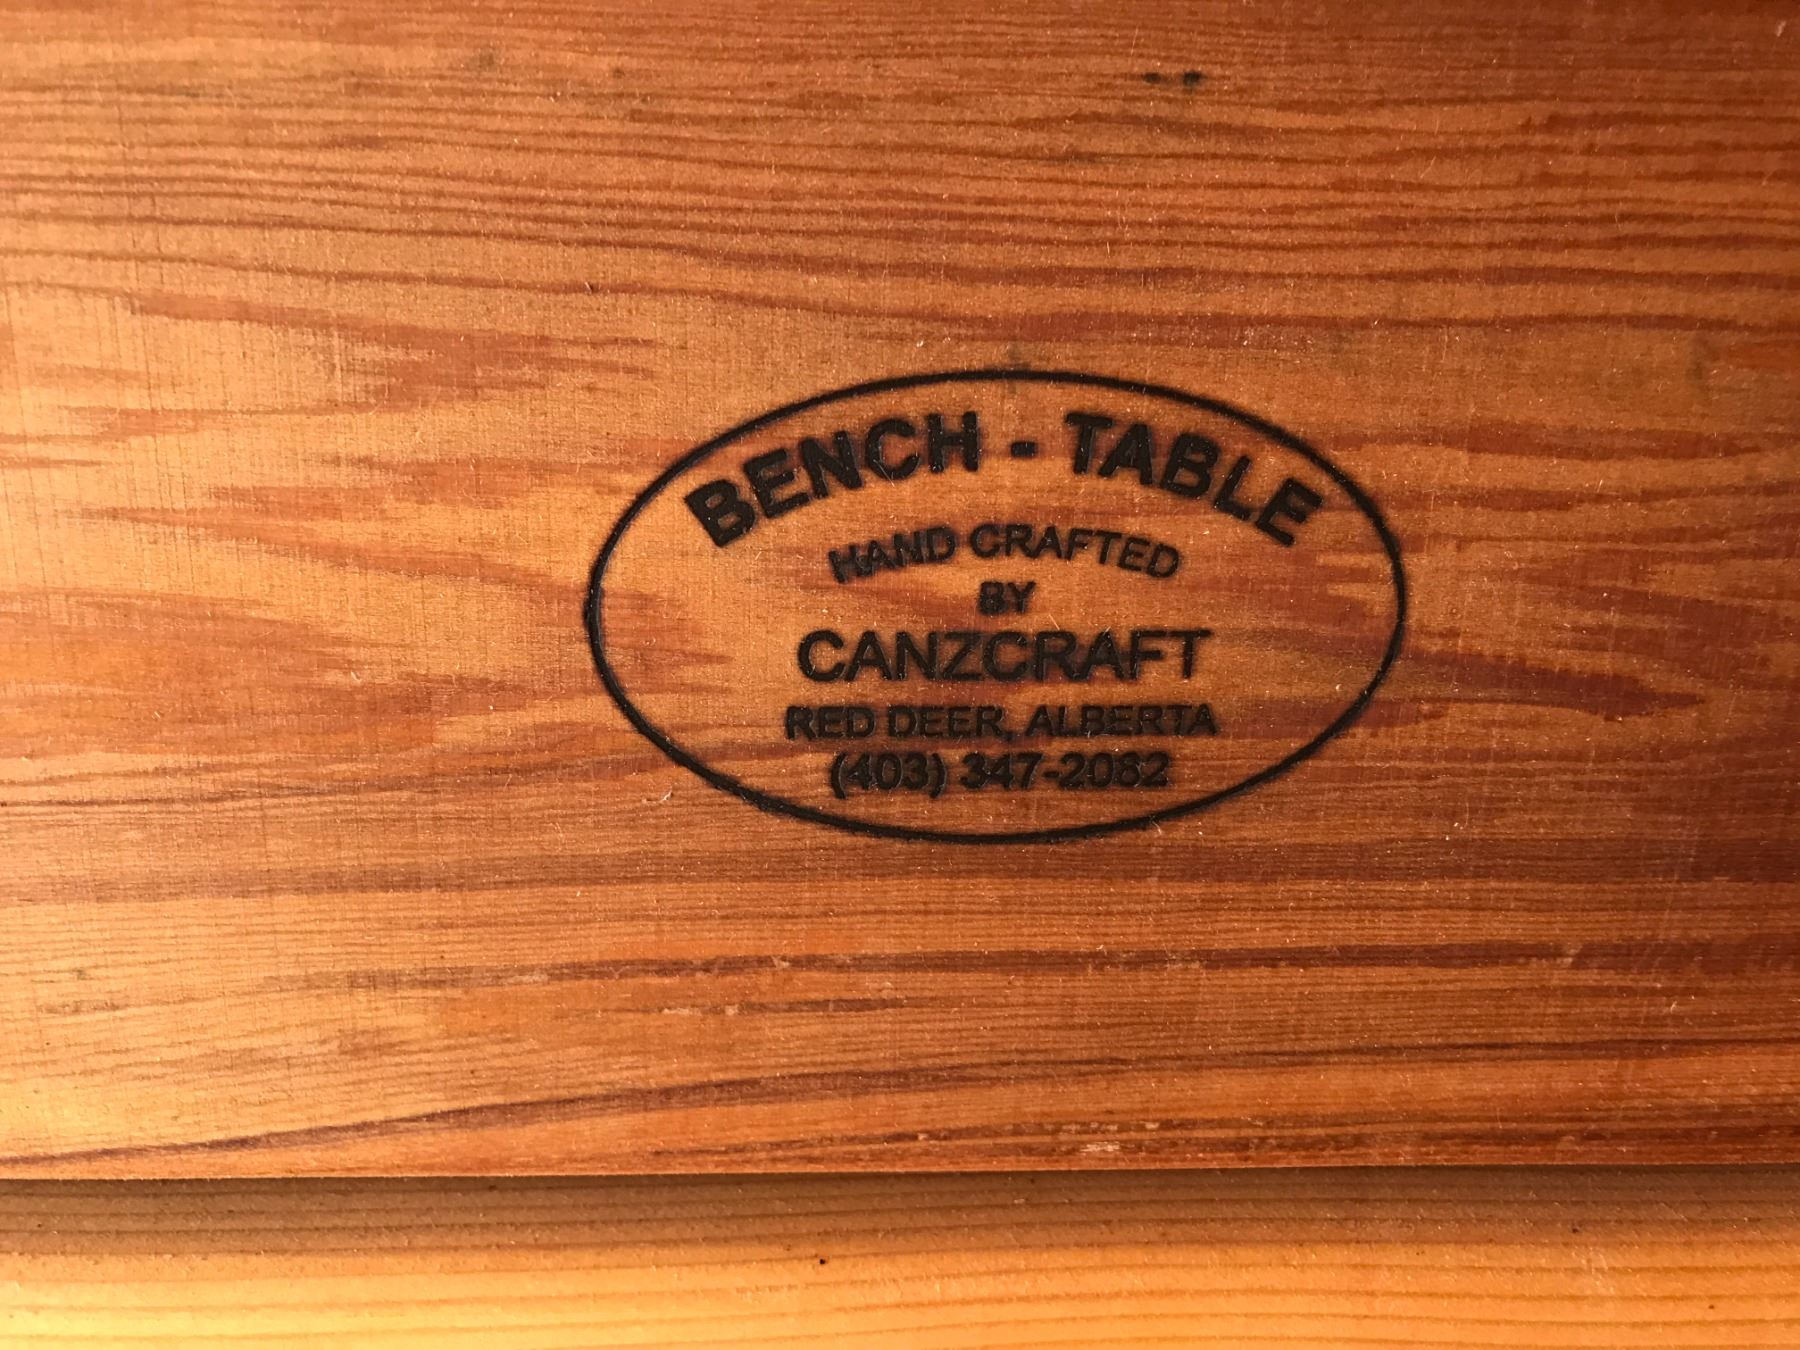 BENCH - TABLE
HAND CRAFTED
BY
CANZCRAFT
RED DEER, ALBERTA
(403) 347-2082